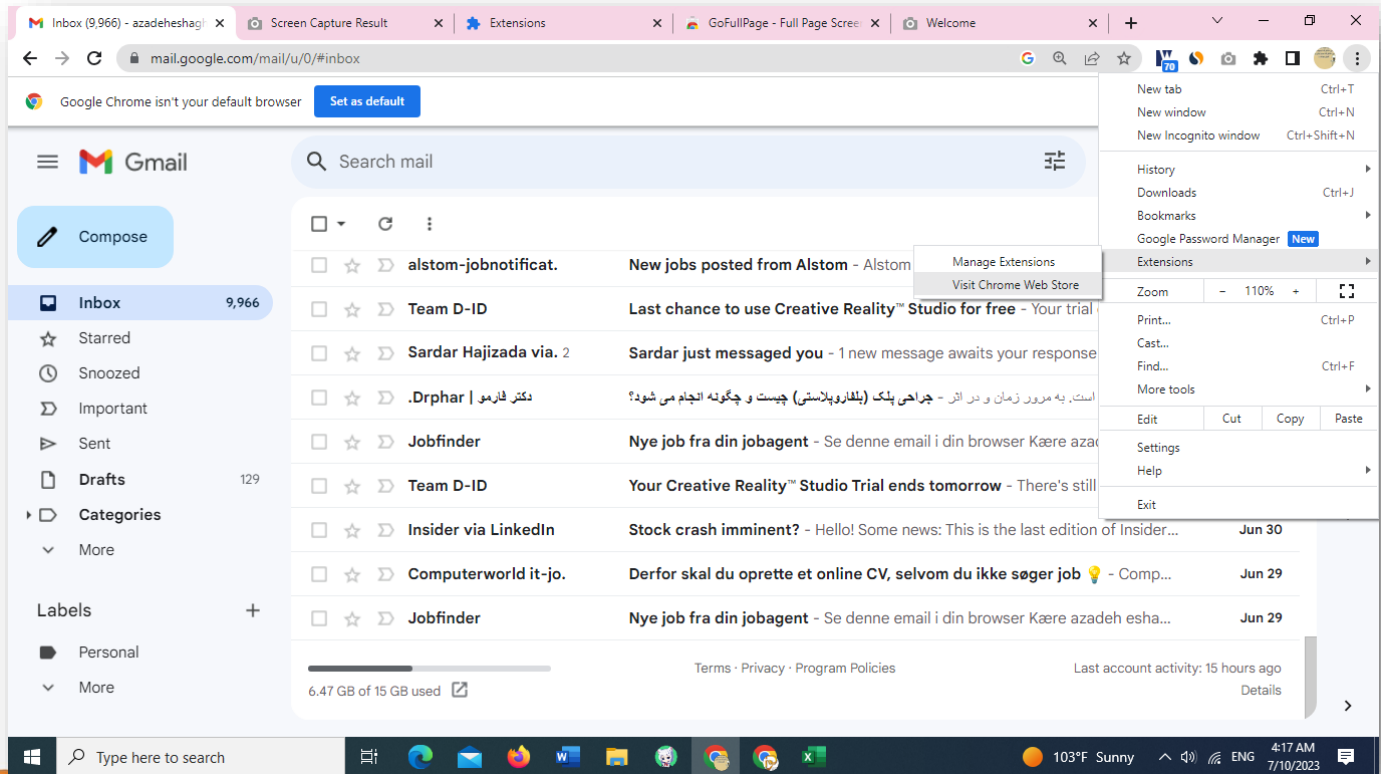 Inbox (9,966) - azadeheshagh
Screen Capture Result
Extensions
GoFullPage - Full Page Scree
Welcome
mail.google.com/mail/u/0/#inbox
70
Google Chrome isn't your default browser
Set as default
New tab Ctrl+T
New window Ctrl+N
New Incognito window Ctrl+Shift+N
History
Downloads Ctrl+J
Bookmarks
Google Password Manager New
Extensions
Zoom - 110% +
Print... Ctrl+P
Cast...
Find... Ctrl+F
More tools
Edit Cut Copy Paste
Settings
Help
Exit
Manage Extensions
Visit Chrome Web Store
Gmail
Search mail
Compose
Inbox 9,966
Starred
Snoozed
Important
Sent
Drafts 129
Categories
More
Labels
Personal
More
alstom-jobnotificat. New jobs posted from Alstom - Alstom
Team D-ID Last chance to use Creative Reality™ Studio for free - Your trial
Sardar Hajizada via. 2 Sardar just messaged you - 1 new message awaits your response
دکتر فارمو | Drphar. جراحی پلک (بلفاروپلاستی) چیست و چگونه انجام می شود؟ - است. به مرور زمان و در اثر
Jobfinder Nye job fra din jobagent - Se denne email i din browser Kære azad
Team D-ID Your Creative Reality™ Studio Trial ends tomorrow - There's still
Insider via LinkedIn Stock crash imminent? - Hello! Some news: This is the last edition of Insider... Jun 30
Computerworld it-jo. Derfor skal du oprette et online CV, selvom du ikke søger job 💡 - Comp... Jun 29
Jobfinder Nye job fra din jobagent - Se denne email i din browser Kære azadeh esha... Jun 29
6.47 GB of 15 GB used
Terms · Privacy · Program Policies
Last account activity: 15 hours ago
Details
Type here to search
103°F Sunny
ENG
4:17 AM
7/10/2023